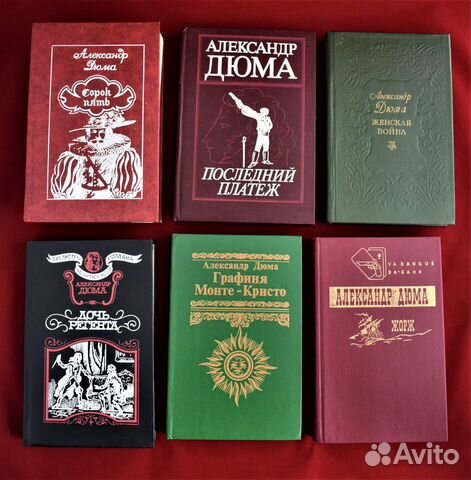 Александр
Дюма
Сорок
пять
АЛЕКСАНДР
ДЮМА
ПОСЛЕДНИЙ
ПЛАТЕЖ
Александр
Дюма
ЖЕНСКАЯ
ВОЙНА
АЛЕКСАНДР
ДЮМА
ДОЧЬ
РЕГЕНТА
Александр Дюма
Графиня
Монте-Кристо
VA BANQUE
ВА-БАНК
АЛЕКСАНДР ДЮМА
ЖОРЖ
Avito